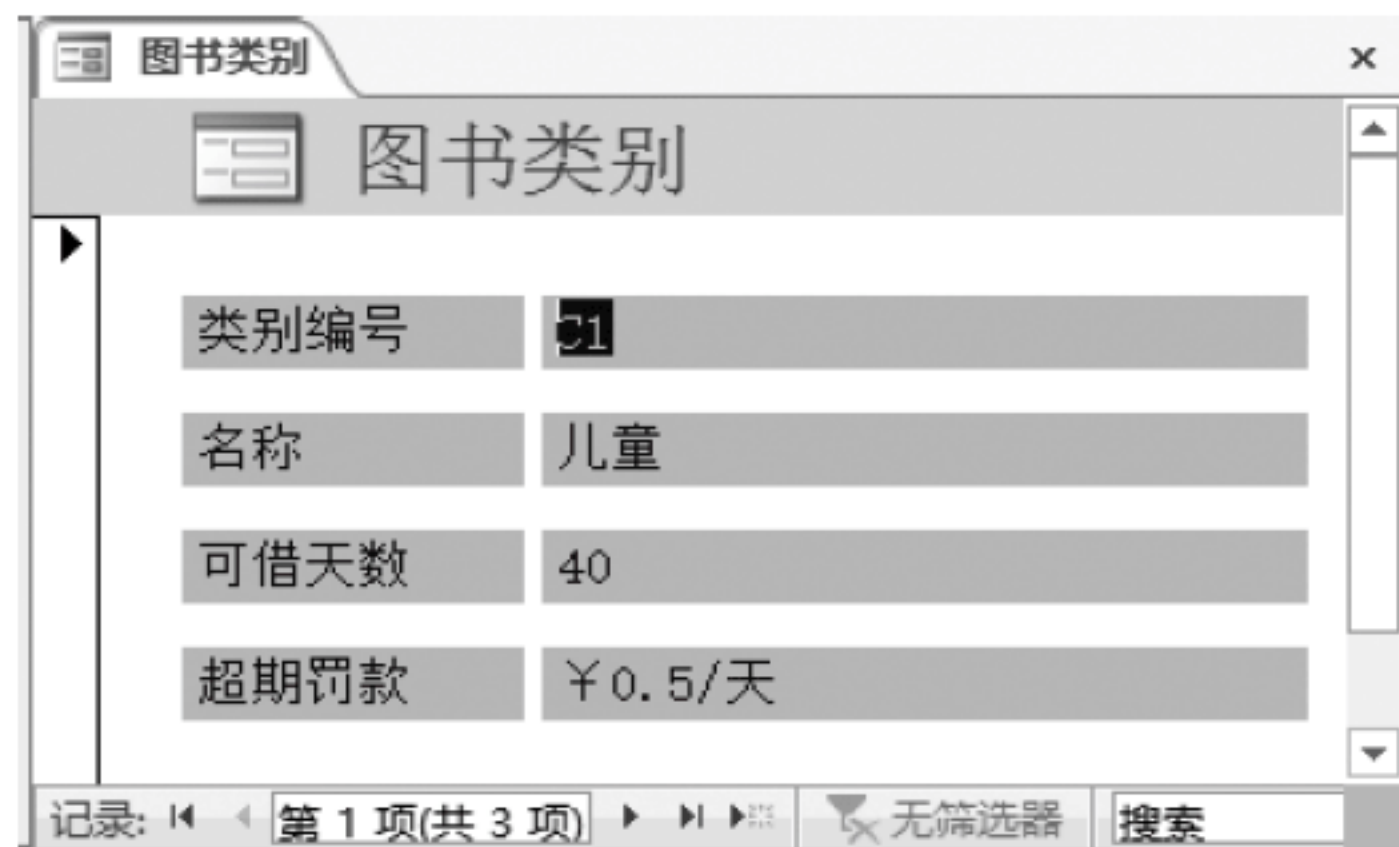 图书类别
图书类别
类别编号 C1
名称 儿童
可借天数 40
超期罚款 ￥0.5/天
记录: 第 1 项(共 3 项) 无筛选器 搜索